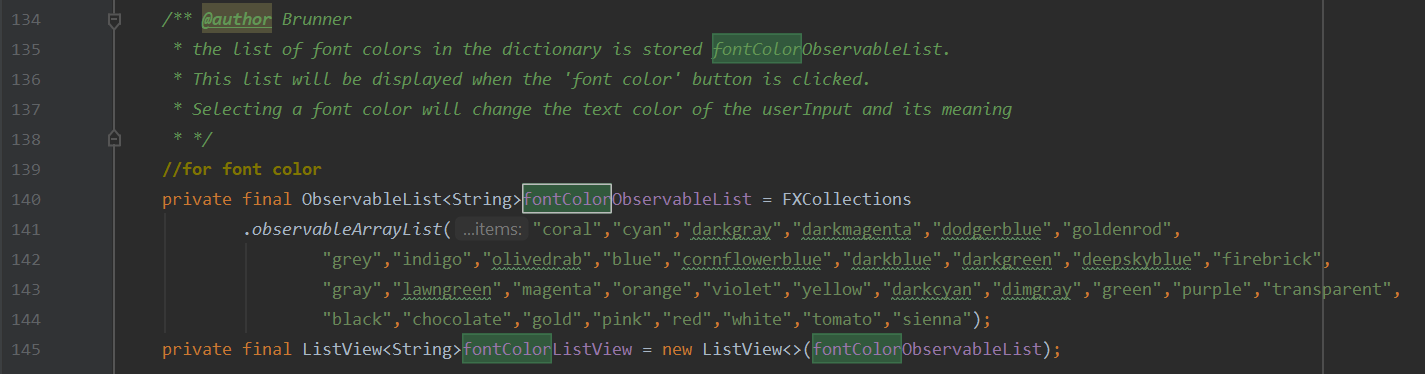 134 /** @author Brunner
135 * the list of font colors in the dictionary is stored fontColorObservableList.
136 * This list will be displayed when the 'font color' button is clicked.
137 * Selecting a font color will change the text color of the userInput and its meaning
138 * */
139 //for font color
140 private final ObservableList<String>fontColorObservableList = FXCollections
141 .observableArrayList( ...items: "coral","cyan","darkgray","darkmagenta","dodgerblue","goldenrod",
142 "grey","indigo","olivedrab","blue","cornflowerblue","darkblue","darkgreen","deepskyblue","firebrick",
143 "gray","lawngreen","magenta","orange","violet","yellow","darkcyan","dimgray","green","purple","transparent",
144 "black","chocolate","gold","pink","red","white","tomato","sienna");
145 private final ListView<String>fontColorListView = new ListView<>(fontColorObservableList);